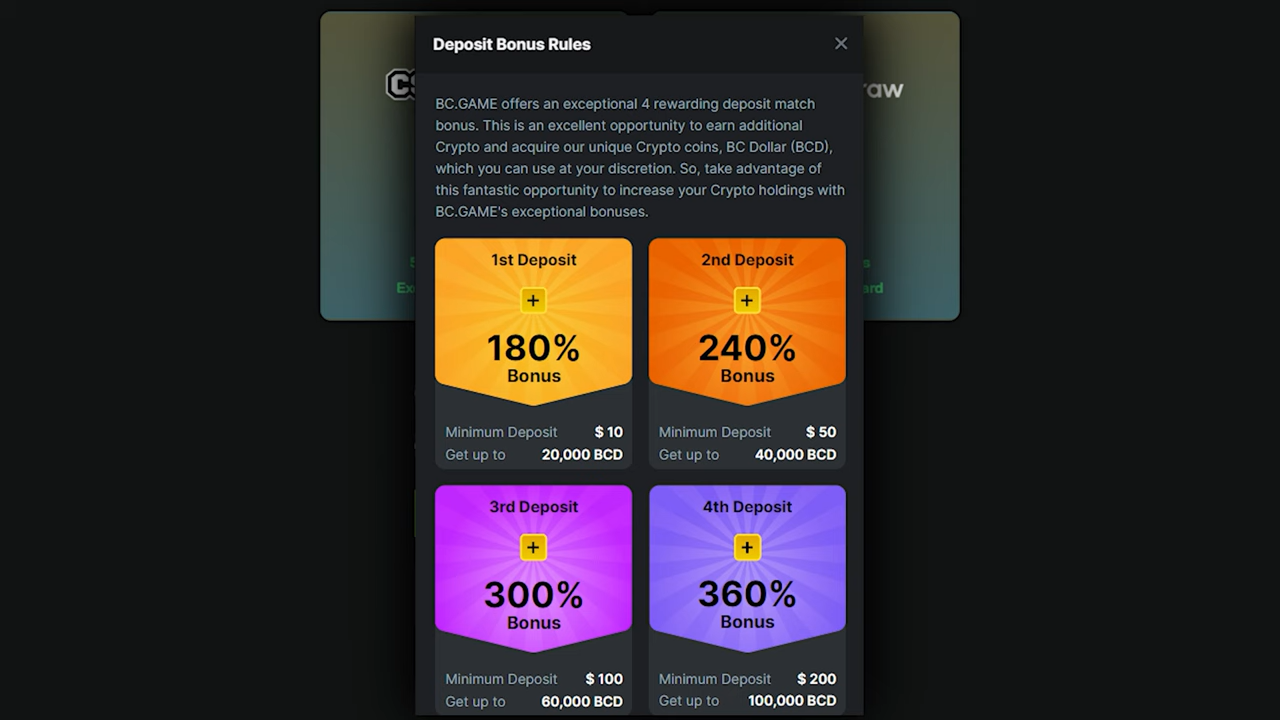 Deposit Bonus Rules
BC.GAME offers an exceptional 4 rewarding deposit match
bonus. This is an excellent opportunity to earn additional
Crypto and acquire our unique Crypto coins, BC Dollar (BCD),
which you can use at your discretion. So, take advantage of
this fantastic opportunity to increase your Crypto holdings with
BC.GAME's exceptional bonuses.
1st Deposit
+
180%
Bonus
Minimum Deposit $ 10
Get up to 20,000 BCD
2nd Deposit
+
240%
Bonus
Minimum Deposit $ 50
Get up to 40,000 BCD
3rd Deposit
+
300%
Bonus
Minimum Deposit $ 100
Get up to 60,000 BCD
4th Deposit
+
360%
Bonus
Minimum Deposit $ 200
Get up to 100,000 BCD